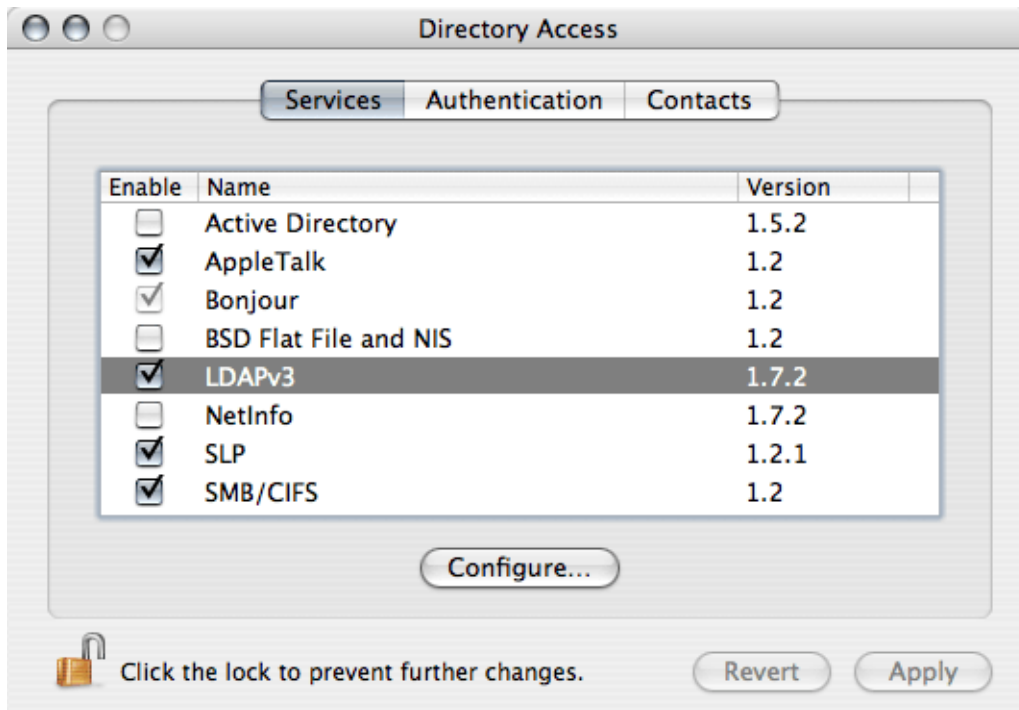 Directory Access
Services Authentication Contacts
Enable Name Version
Active Directory 1.5.2
AppleTalk 1.2
Bonjour 1.2
BSD Flat File and NIS 1.2
LDAPv3 1.7.2
NetInfo 1.7.2
SLP 1.2.1
SMB/CIFS 1.2
Configure...
Click the lock to prevent further changes. Revert Apply